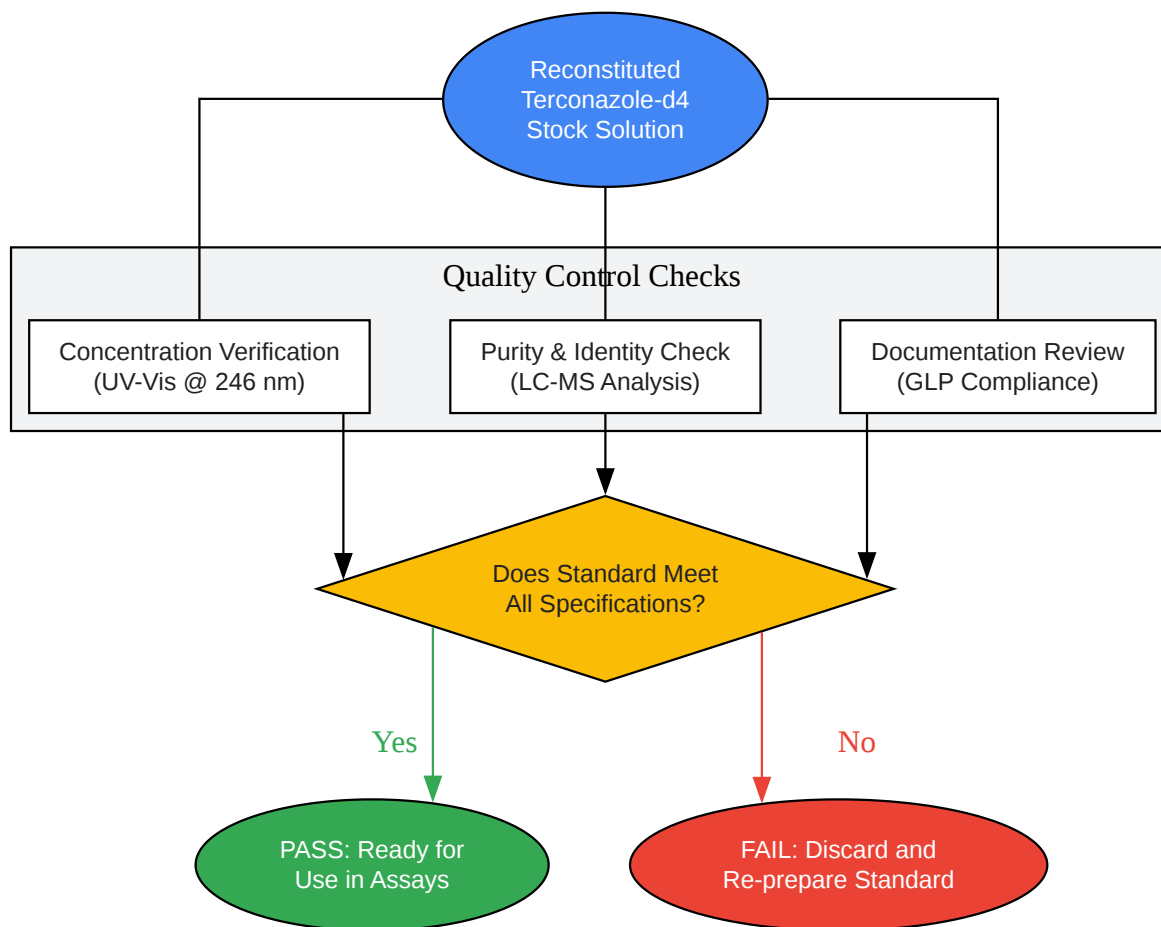 Reconstituted
Terconazole-d4
Stock Solution
Quality Control Checks
Concentration Verification
(UV-Vis @ 246 nm)
Purity & Identity Check
(LC-MS Analysis)
Documentation Review
(GLP Compliance)
Does Standard Meet
All Specifications?
Yes
No
PASS: Ready for
Use in Assays
FAIL: Discard and
Re-prepare Standard